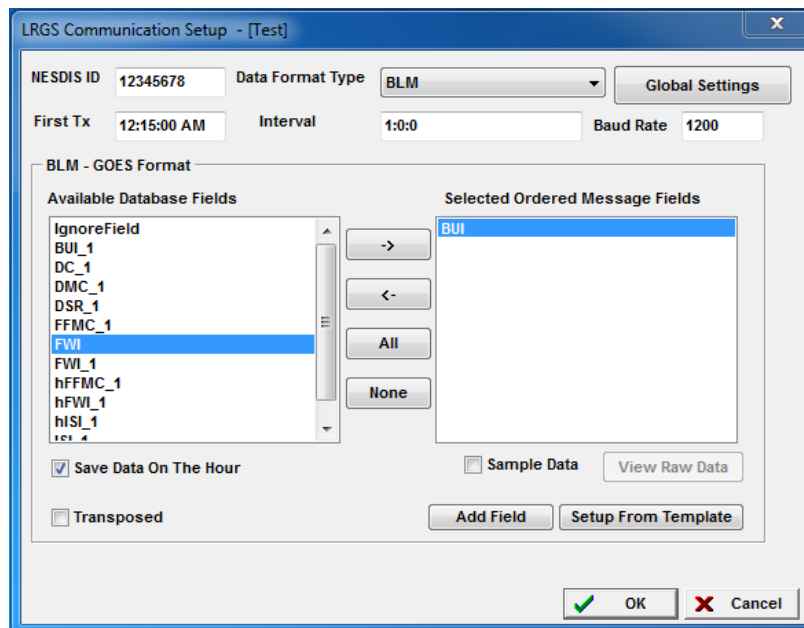 LRGS Communication Setup - [Test]
X
NESDIS ID 12345678 Data Format Type BLM Global Settings
First Tx 12:15:00 AM Interval 1:0:0 Baud Rate 1200
BLM - GOES Format
Available Database Fields Selected Ordered Message Fields
IgnoreField BUI
BUI_1 ->
DC_1
DMC_1
DSR_1 <-
FFMC_1
FWI All
FWI_1
hFFMC_1 None
hFWI_1
hISI_1
ISI_1
Save Data On The Hour Sample Data View Raw Data
Transposed Add Field Setup From Template
OK Cancel